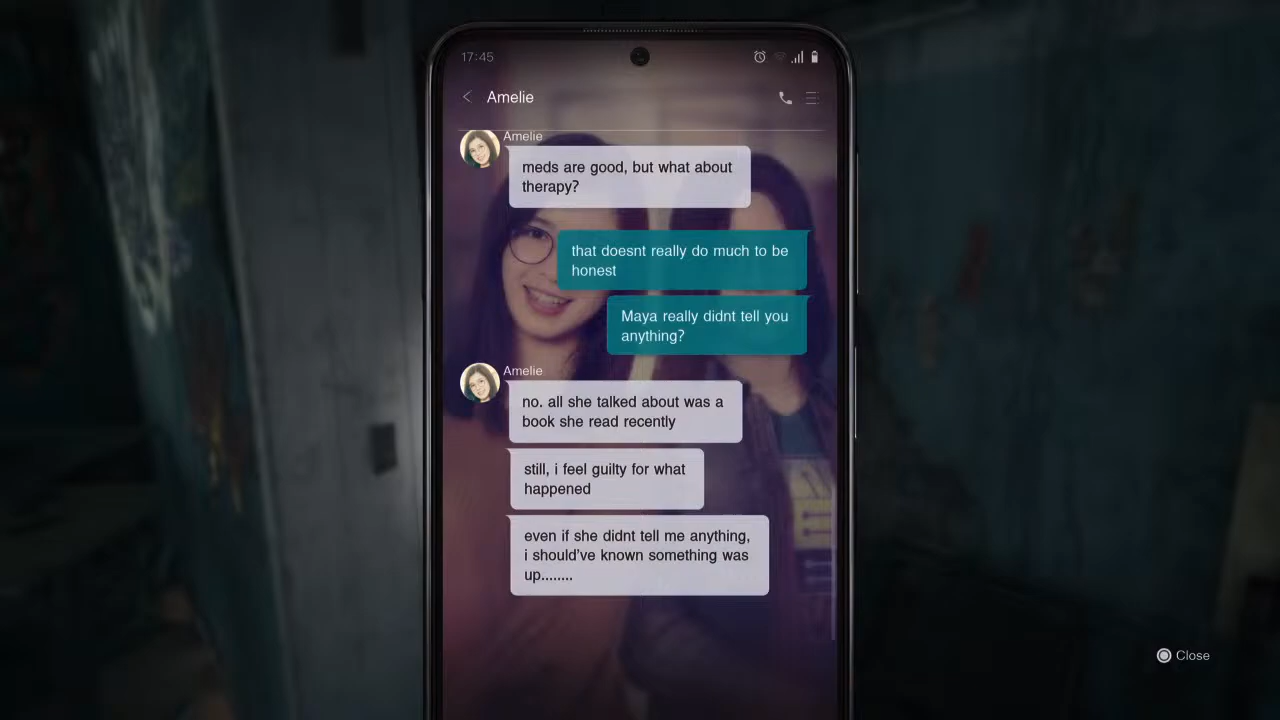 17:45
Amelie
Amelie
meds are good, but what about
therapy?
that doesnt really do much to be
honest
Maya really didnt tell you
anything?
Amelie
no. all she talked about was a
book she read recently
still, i feel guilty for what
happened
even if she didnt tell me anything,
i should've known something was
up........
Close